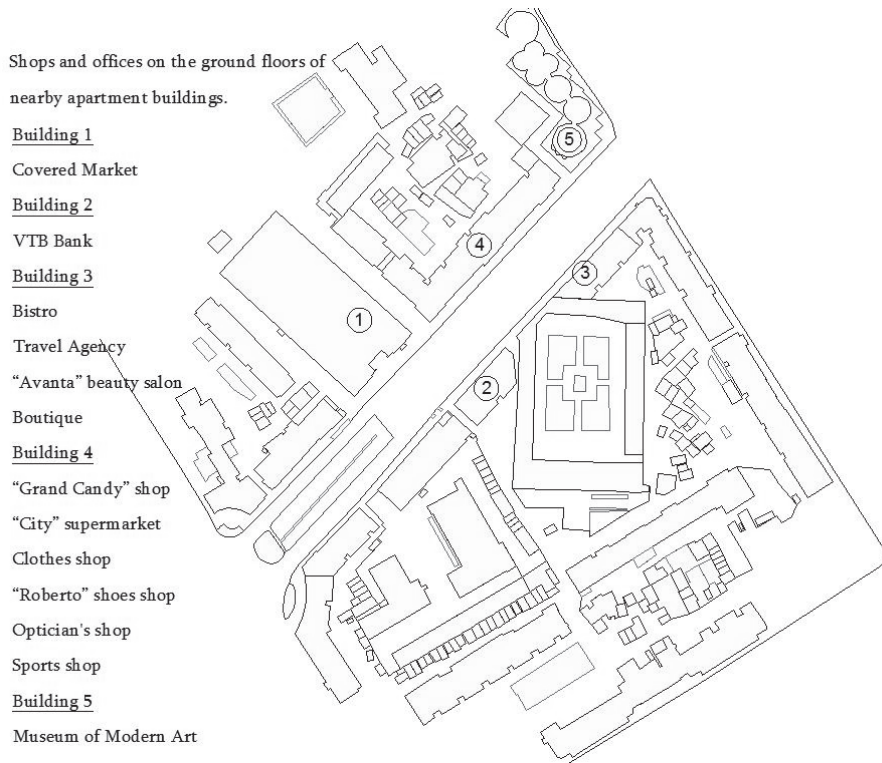 Shops and offices on the ground floors of
nearby apartment buildings.
Building 1
Covered Market
Building 2
VTB Bank
Building 3
Bistro
Travel Agency
“Avanta” beauty salon
Boutique
Building 4
“Grand Candy” shop
“City” supermarket
Clothes shop
“Roberto” shoes shop
Optician's shop
Sports shop
Building 5
Museum of Modern Art
5
4
3
1
2